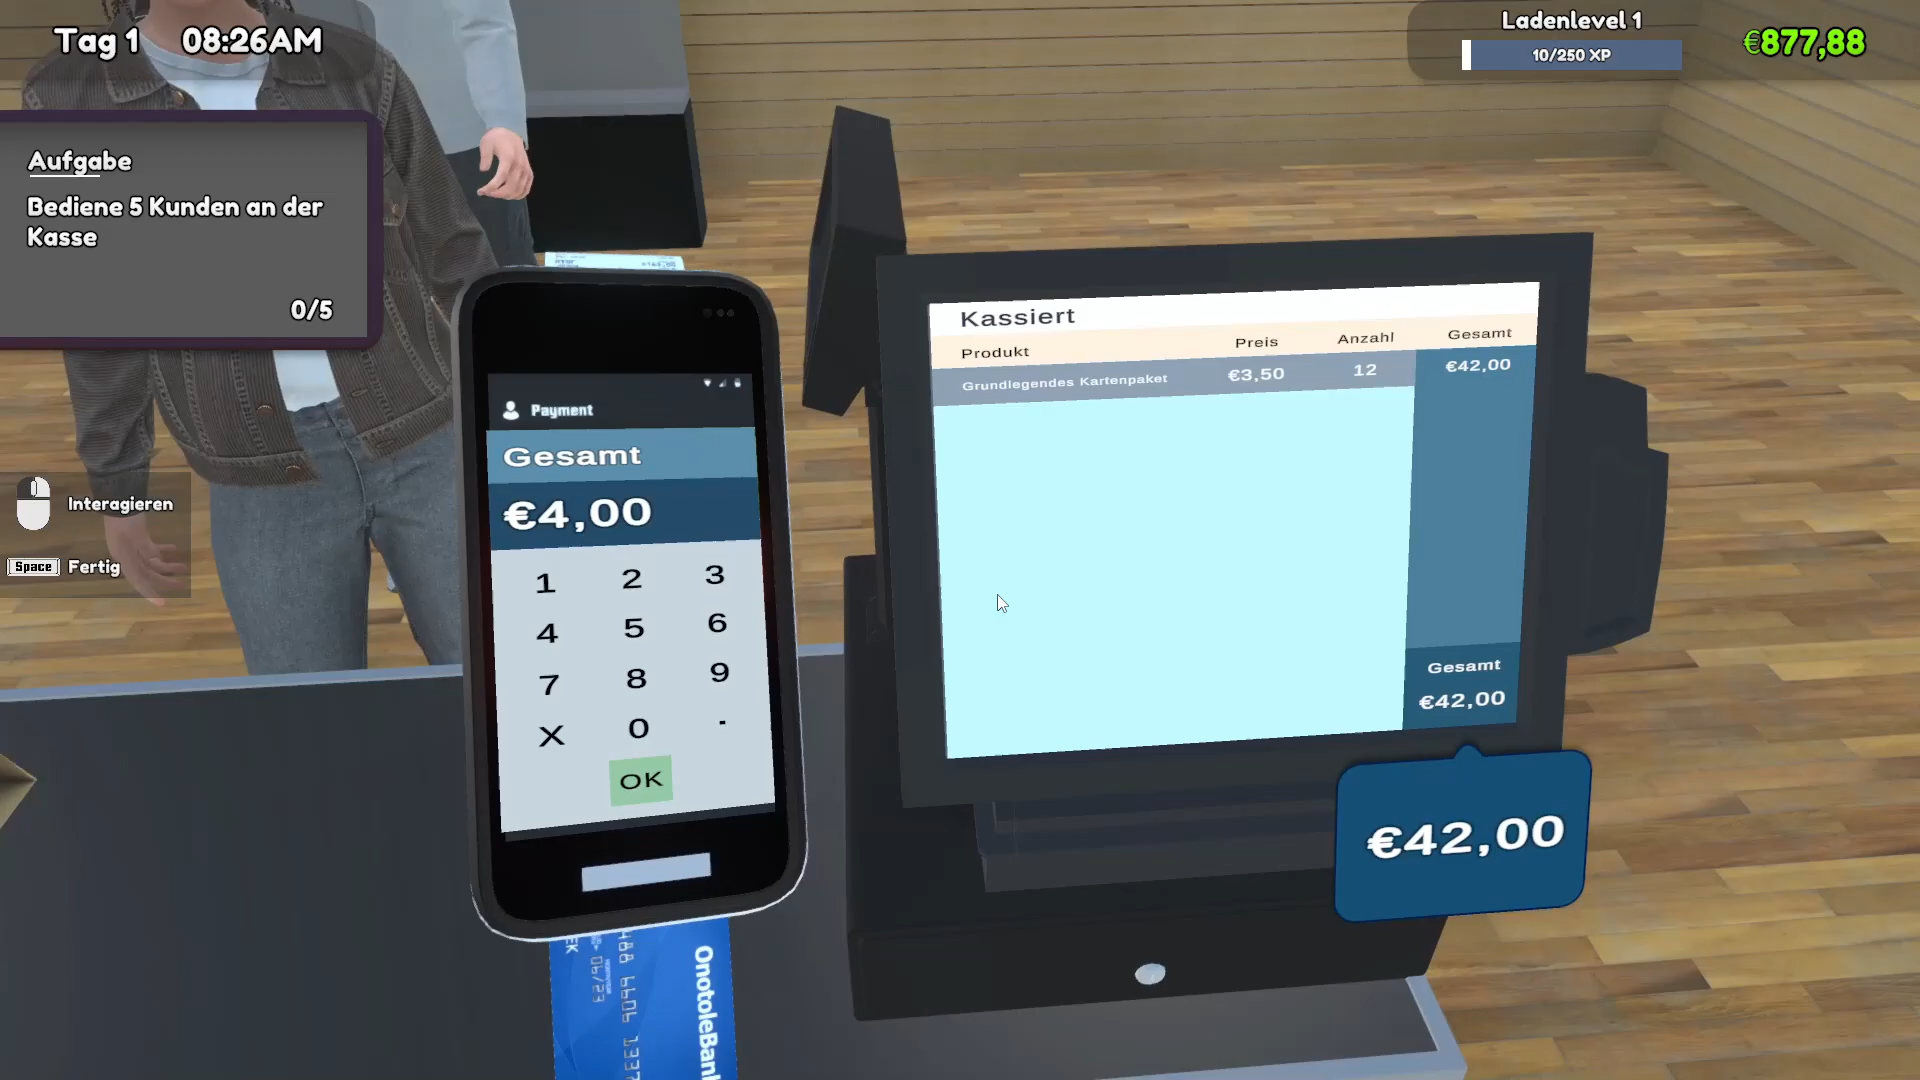 Tag 1 08:26AM
Ladenlevel 1
10/250 XP
€877,88
Aufgabe
Bediene 5 Kunden an der
Kasse
0/5
Interagieren
Space Fertig
Payment
Gesamt
€4,00
1 2 3
4 5 6
7 8 9
X 0 .
OK
Kassiert
Produkt Preis Anzahl Gesamt
Grundlegendes Kartenpaket €3,50 12 €42,00
Gesamt
€42,00
€42,00
OnotoleBank
06/23